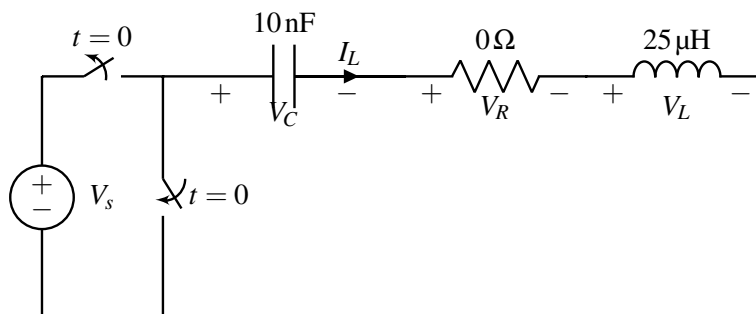 10 nF
0 Ω
25 µH
t = 0
I_L
+ − + − + −
V_C
V_R
V_L
+
−
V_s
t = 0